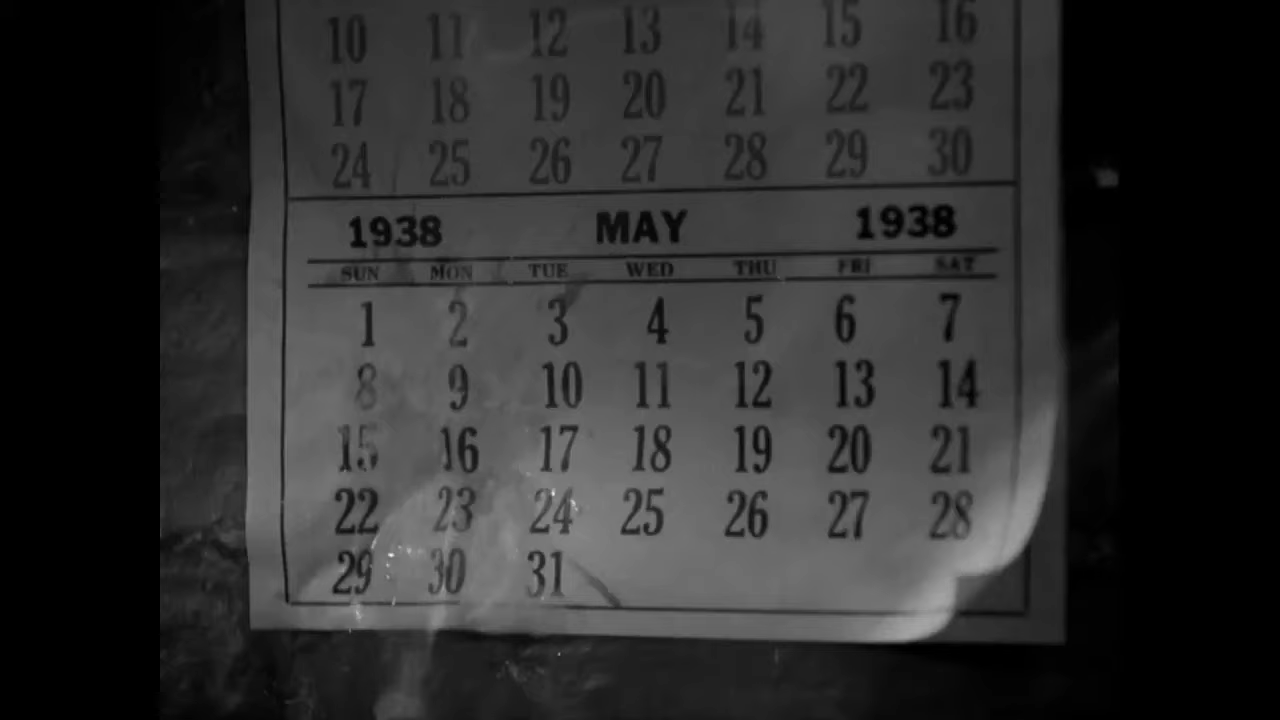 10 11 12 13 14 15 16
17 18 19 20 21 22 23
24 25 26 27 28 29 30
1938 MAY 1938
SUN MON TUE WED THU FRI SAT
1 2 3 4 5 6 7
8 9 10 11 12 13 14
15 16 17 18 19 20 21
22 23 24 25 26 27 28
29 30 31